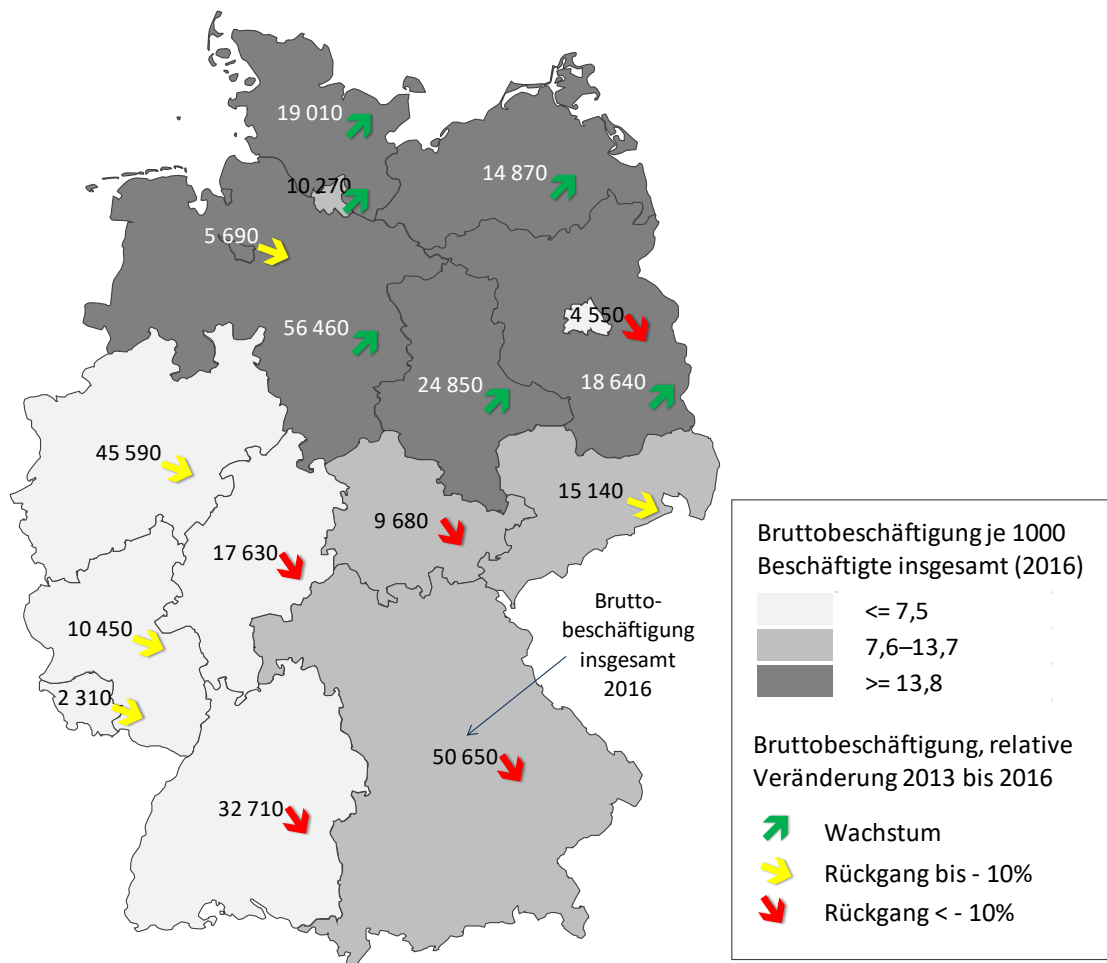 19 010
14 870
10 270
5 690
4 550
56 460
24 850
18 640
45 590
15 140
9 680
17 630
10 450
Brutto-
beschäftigung
insgesamt
2016
2 310
50 650
32 710
Bruttobeschäftigung je 1000
Beschäftigte insgesamt (2016)
<= 7,5
7,6–13,7
>= 13,8
Bruttobeschäftigung, relative
Veränderung 2013 bis 2016
Wachstum
Rückgang bis - 10%
Rückgang < - 10%